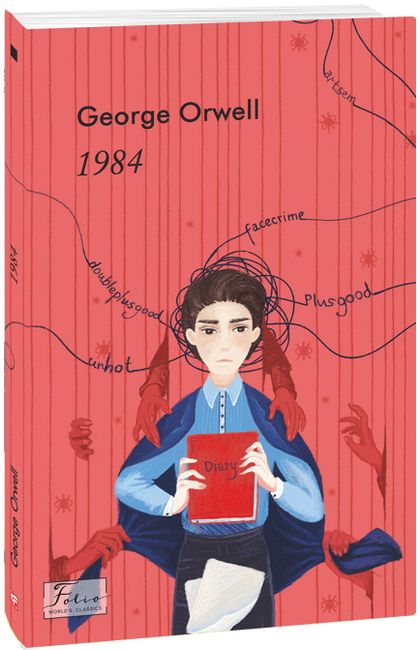 George Orwell
1984
artsem
facecrime
doubleplusgood
Plusgood
unhot
Diary
1984
George Orwell
Folio
WORLD'S CLASSICS